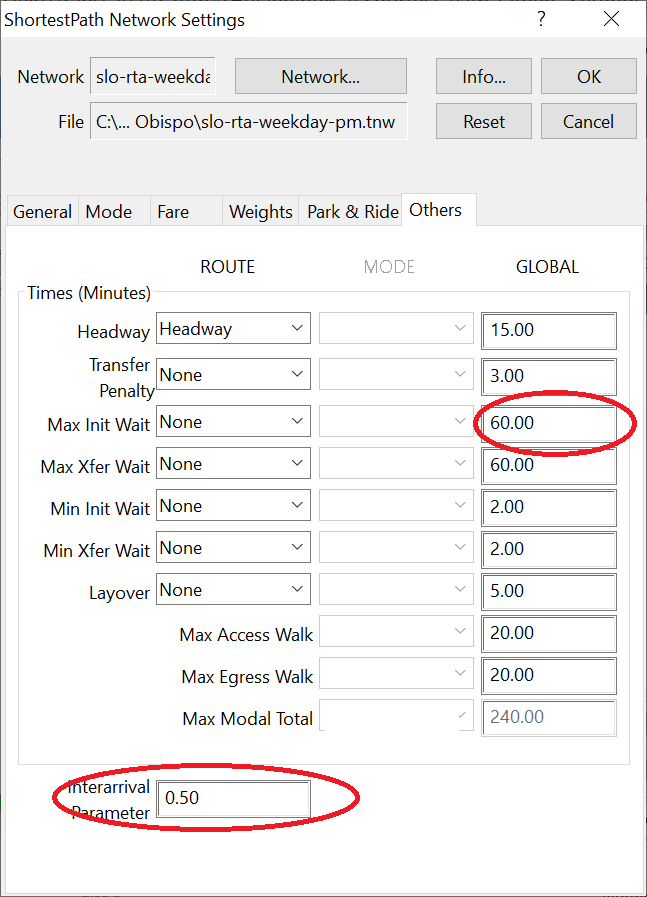 ShortestPath Network Settings ?
Network slo-rta-weekda Network... Info... OK
File C:\... Obispo\slo-rta-weekday-pm.tnw Reset Cancel
General Mode Fare Weights Park & Ride Others
ROUTE MODE GLOBAL
Times (Minutes)
Headway Headway 15.00
Transfer
Penalty None 3.00
Max Init Wait None 60.00
Max Xfer Wait None 60.00
Min Init Wait None 2.00
Min Xfer Wait None 2.00
Layover None 5.00
Max Access Walk 20.00
Max Egress Walk 20.00
Max Modal Total 240.00
Interarrival
Parameter 0.50